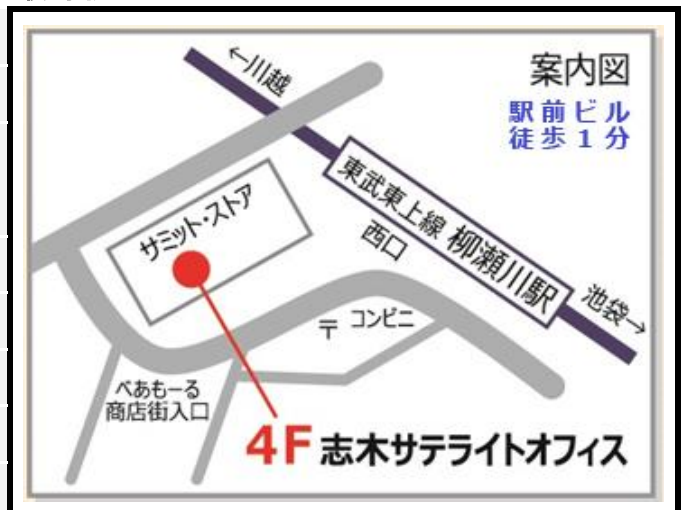 案内図
駅前ビル
徒歩1分
←川越
東武東上線 柳瀬川駅
西口
池袋→
サミット・ストア
〒 コンビニ
ぺあもーる
商店街入口
4F 志木サテライトオフィス